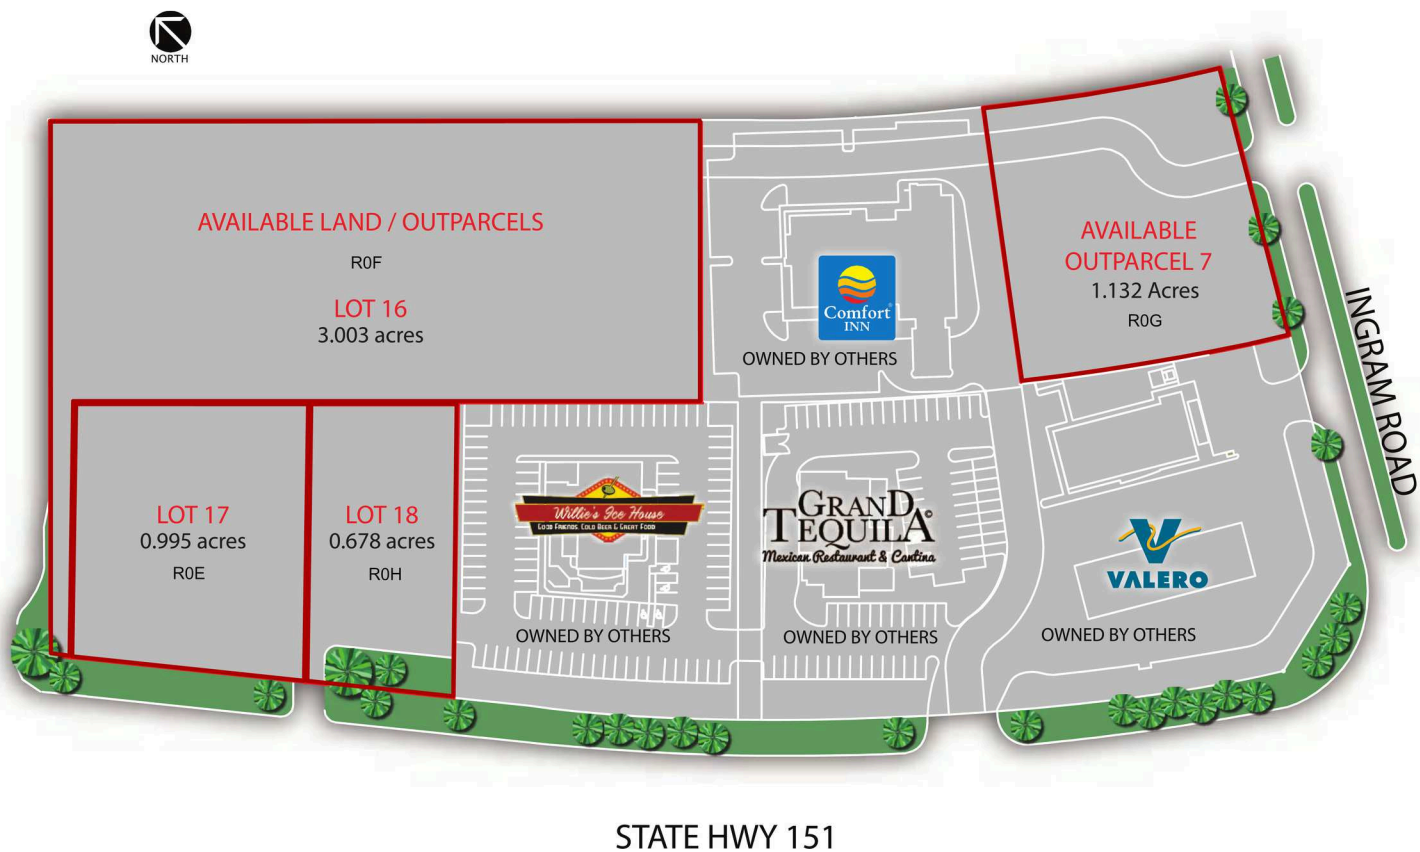 NORTH
AVAILABLE LAND / OUTPARCELS
R0F
LOT 16
3.003 acres
AVAILABLE
OUTPARCEL 7
1.132 Acres
R0G
Comfort
INN
OWNED BY OTHERS
INGRAM ROAD
LOT 17
0.995 acres
R0E
LOT 18
0.678 acres
R0H
Willie's Ice House
GOOD FRIENDS, COLD BEER & GREAT FOOD
OWNED BY OTHERS
GRAND
TEQUILA
Mexican Restaurant & Cantina
OWNED BY OTHERS
VALERO
OWNED BY OTHERS
STATE HWY 151